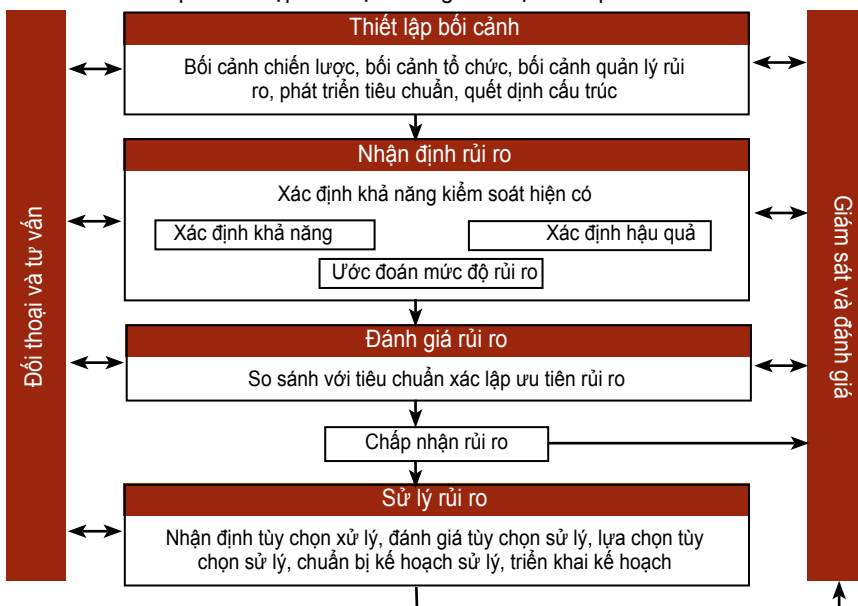 Thiết lập bối cảnh
Bối cảnh chiến lược, bối cảnh tổ chức, bối cảnh quản lý rủi
ro, phát triển tiêu chuẩn, quết dịnh cấu trúc
Nhận định rủi ro
Xác định khả năng kiểm soát hiện có
Xác định khả năng
Xác định hậu quả
Ước đoán mức độ rủi ro
Đánh giá rủi ro
So sánh với tiêu chuẩn xác lập ưu tiên rủi ro
Chấp nhận rủi ro
Sử lý rủi ro
Nhận định tùy chọn xử lý, đánh giá tùy chọn sử lý, lựa chọn tùy
chọn sử lý, chuẩn bị kế hoạch sử lý, triển khai kế hoạch
Đối thoại và tư vấn
Giám sát và đánh giá